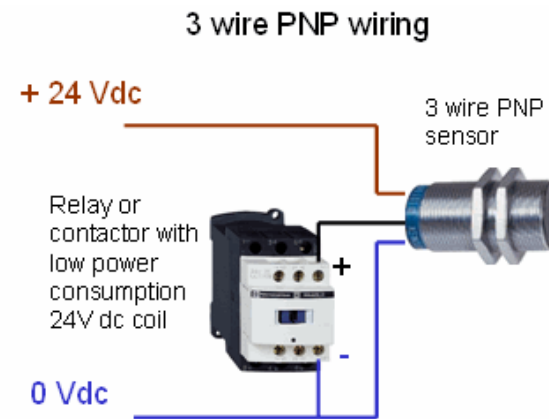 3 wire PNP wiring
+ 24 Vdc
3 wire PNP
sensor
Relay or
contactor with
low power
consumption
24V dc coil
+
-
0 Vdc